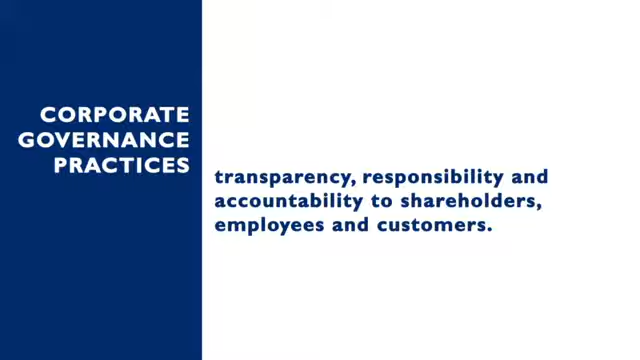 CORPORATE
GOVERNANCE
PRACTICES
transparency, responsibility and
accountability to shareholders,
employees and customers.